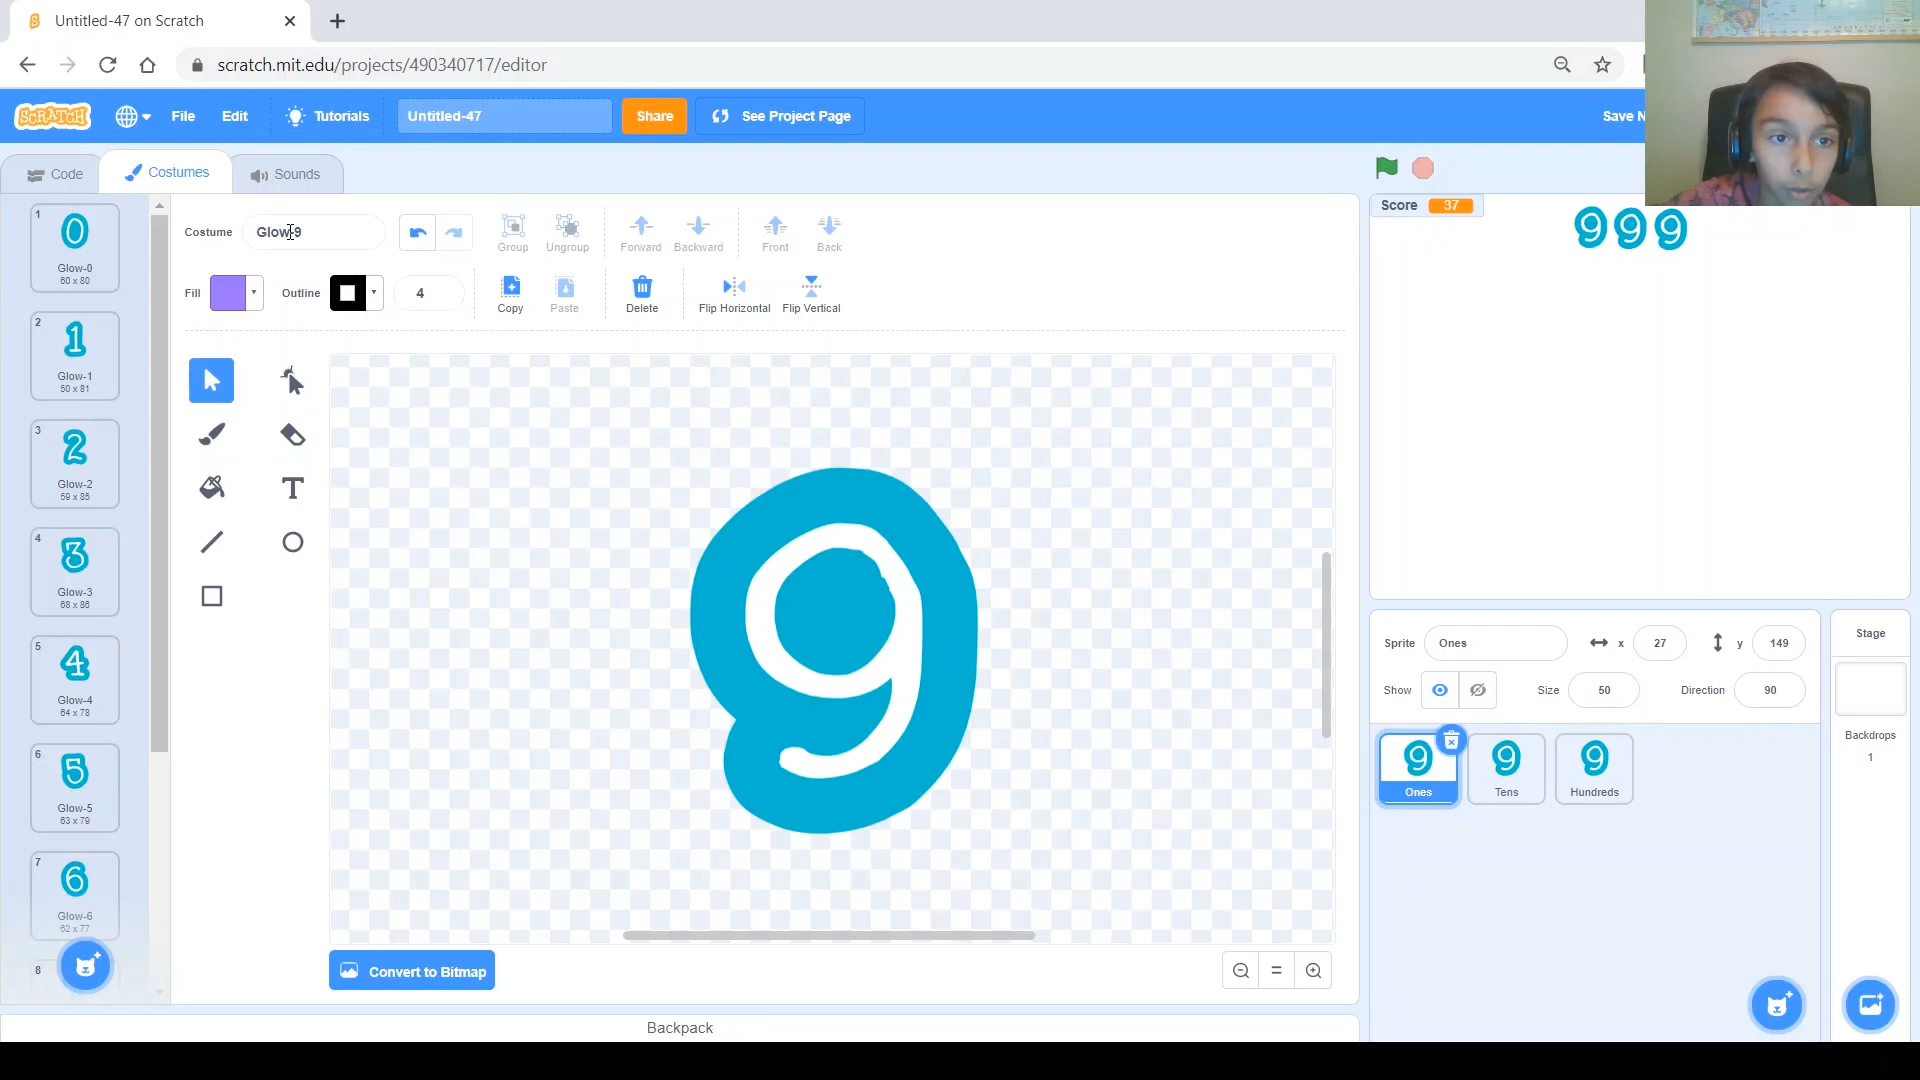 Untitled-47 on Scratch
scratch.mit.edu/projects/490340717/editor
SCRATCH
File
Edit
Tutorials
Untitled-47
Share
See Project Page
Save N
Code
Costumes
Sounds
Costume
Glow-9
Group
Ungroup
Forward
Backward
Front
Back
Fill
Outline
4
Copy
Paste
Delete
Flip Horizontal
Flip Vertical
1
0
Glow-0
60 x 80
2
1
Glow-1
50 x 81
3
2
Glow-2
59 x 85
4
3
Glow-3
68 x 86
5
4
Glow-4
64 x 78
6
5
Glow-5
63 x 79
7
6
Glow-6
62 x 77
8
9
Convert to Bitmap
Backpack
Score 37
9 9 9
Sprite
Ones
x
27
y
149
Show
Size
50
Direction
90
9
Ones
9
Tens
9
Hundreds
Stage
Backdrops
1